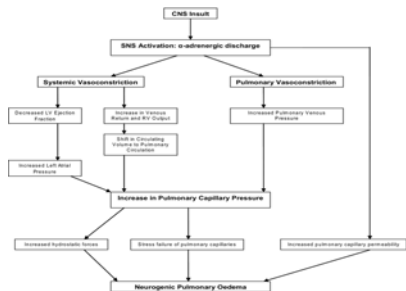 CNS Insult
SNS Activation: α-adrenergic discharge
Systemic Vasoconstriction
Pulmonary Vasoconstriction
Decreased LV Ejection
Fraction
Increase in Venous
Return and RV Output
Increased Pulmonary Venous
Pressure
Shift in Circulating
Volume to Pulmonary
Circulation
Increased Left Atrial
Pressure
Increase in Pulmonary Capillary Pressure
Increased hydrostatic forces
Stress failure of pulmonary capillaries
Increased pulmonary capillary permeability
Neurogenic Pulmonary Oedema